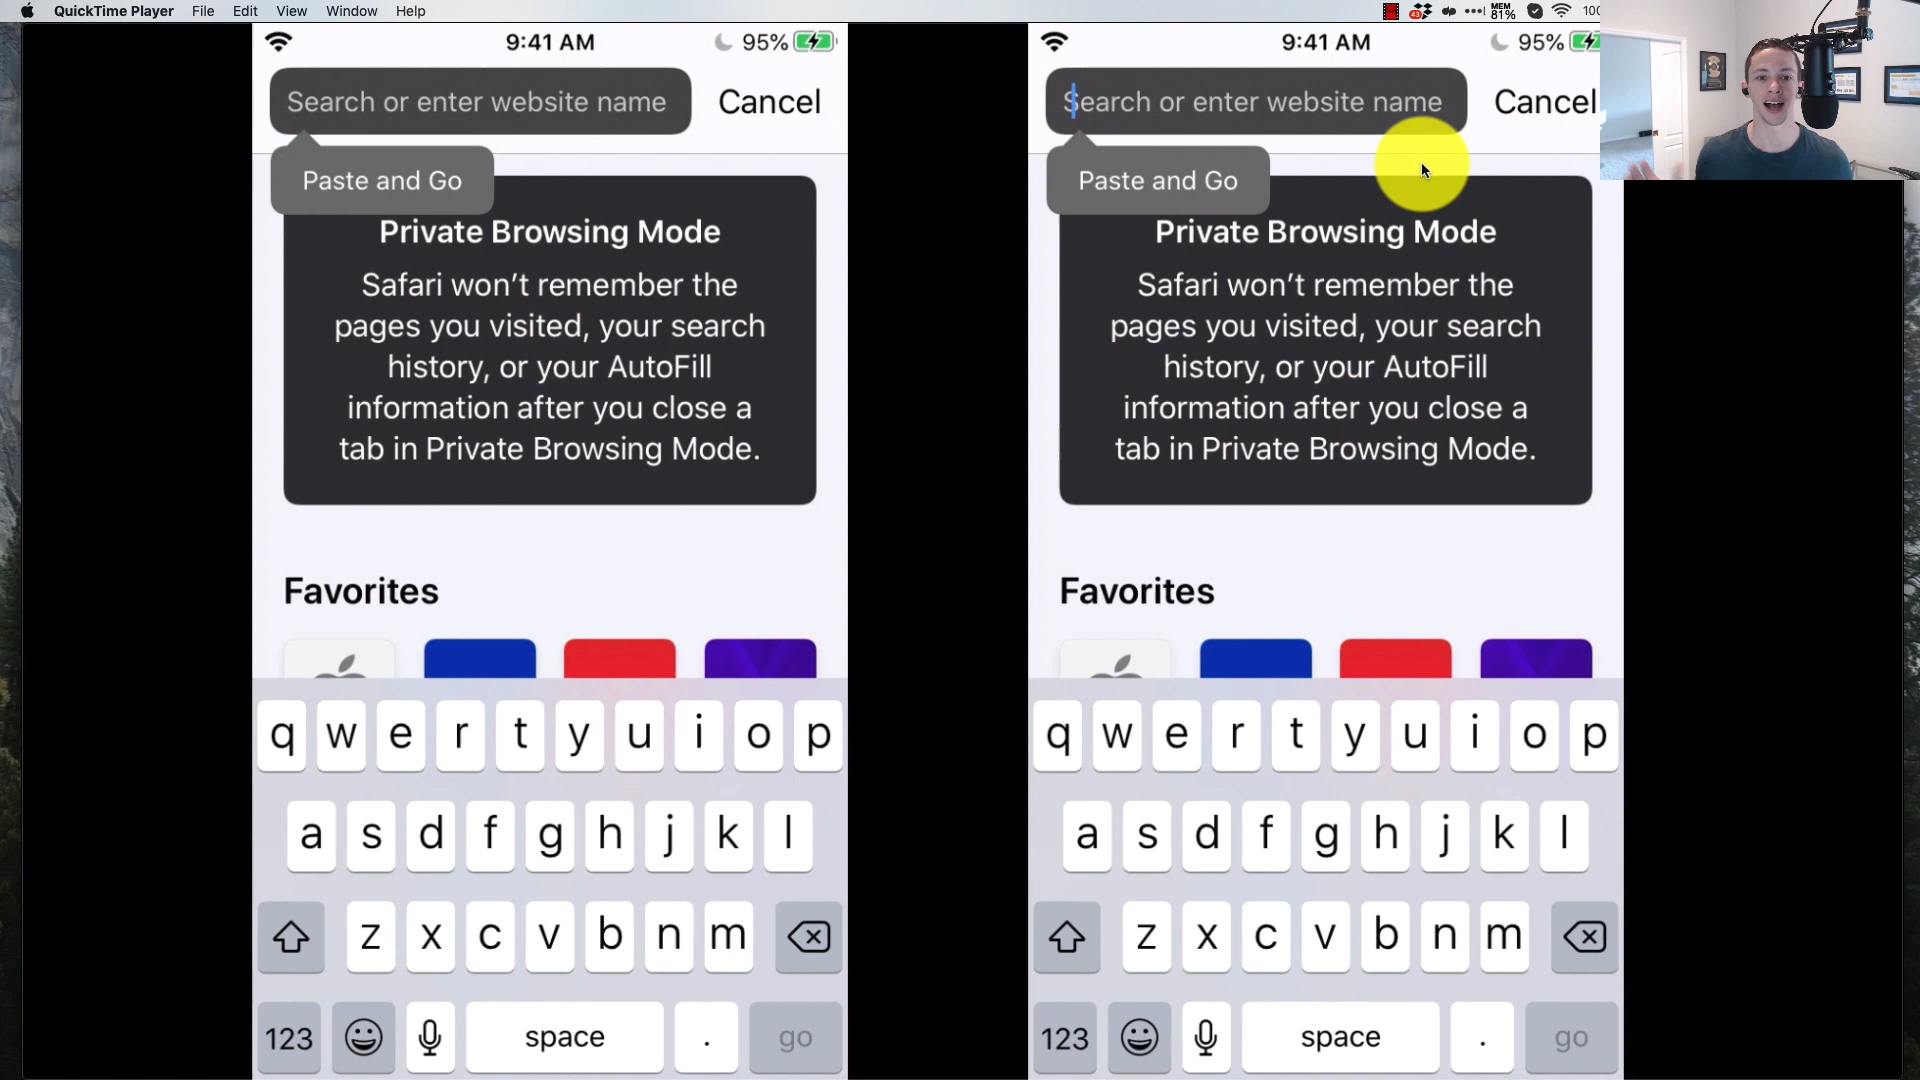 QuickTime Player File Edit View Window Help
43 MEM 81% 100
9:41 AM 95%
Search or enter website name Cancel
Paste and Go
Private Browsing Mode
Safari won’t remember the
pages you visited, your search
history, or your AutoFill
information after you close a
tab in Private Browsing Mode.
Favorites
q w e r t y u i o p
a s d f g h j k l
z x c v b n m
123 space . go
9:41 AM 95%
Search or enter website name Cancel
Paste and Go
Private Browsing Mode
Safari won’t remember the
pages you visited, your search
history, or your AutoFill
information after you close a
tab in Private Browsing Mode.
Favorites
q w e r t y u i o p
a s d f g h j k l
z x c v b n m
123 space . go